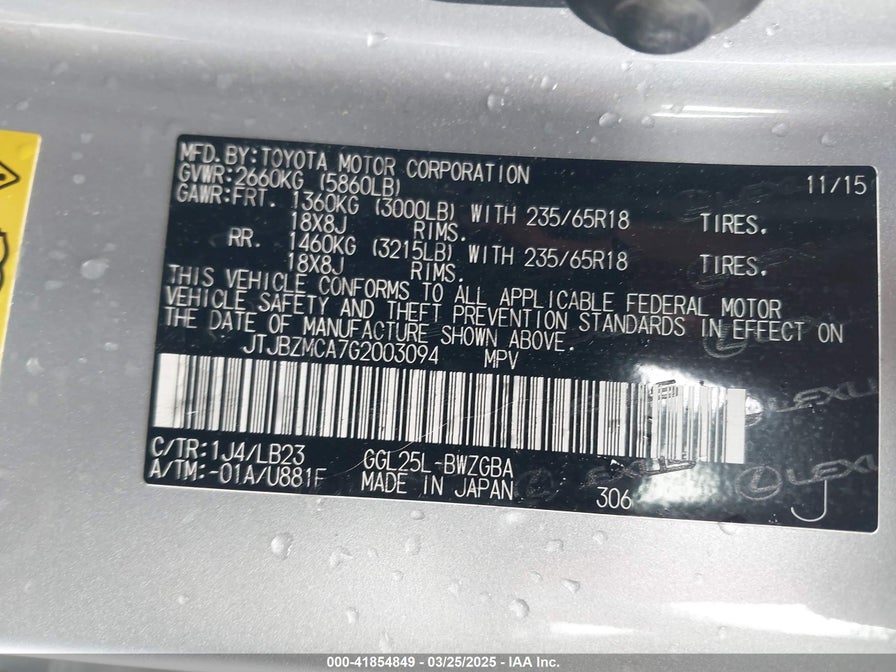 MFD.BY:TOYOTA MOTOR CORPORATION 11/15
GVWR:2660KG (5860LB)
GAWR:FRT. 1360KG (3000LB) WITH 235/65R18 TIRES.
18X8J RIMS.
RR. 1460KG (3215LB) WITH 235/65R18 TIRES.
18X8J RIMS.
THIS VEHICLE CONFORMS TO ALL APPLICABLE FEDERAL MOTOR
VEHICLE SAFETY AND THEFT PREVENTION STANDARDS IN EFFECT ON
THE DATE OF MANUFACTURE SHOWN ABOVE.
JTJBZMCA7G2003094 MPV
C/TR:1J4/LB23 GGL25L-BWZGBA
A/TM:-01A/U881F MADE IN JAPAN 306 J
000-41854849 - 03/25/2025 - IAA Inc.